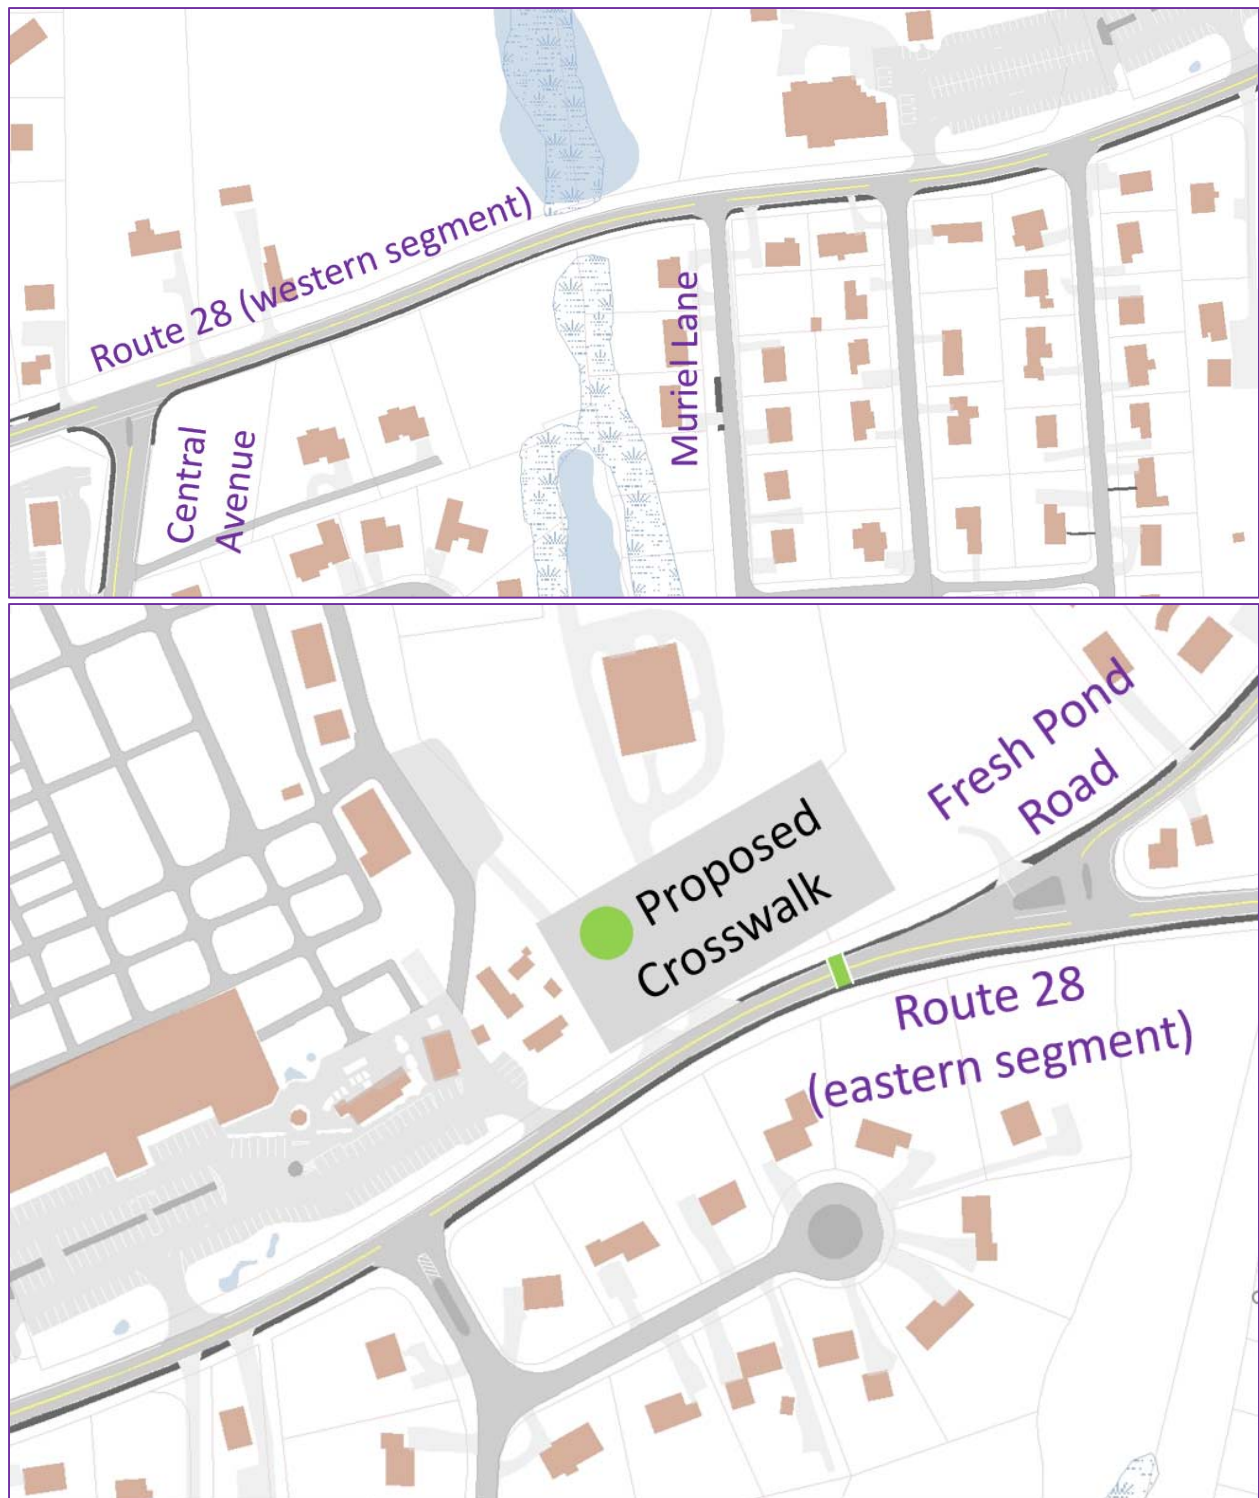 Route 28 (western segment)
Central
Avenue
Muriel Lane
Fresh Pond
Road
Proposed
Crosswalk
Route 28
(eastern segment)